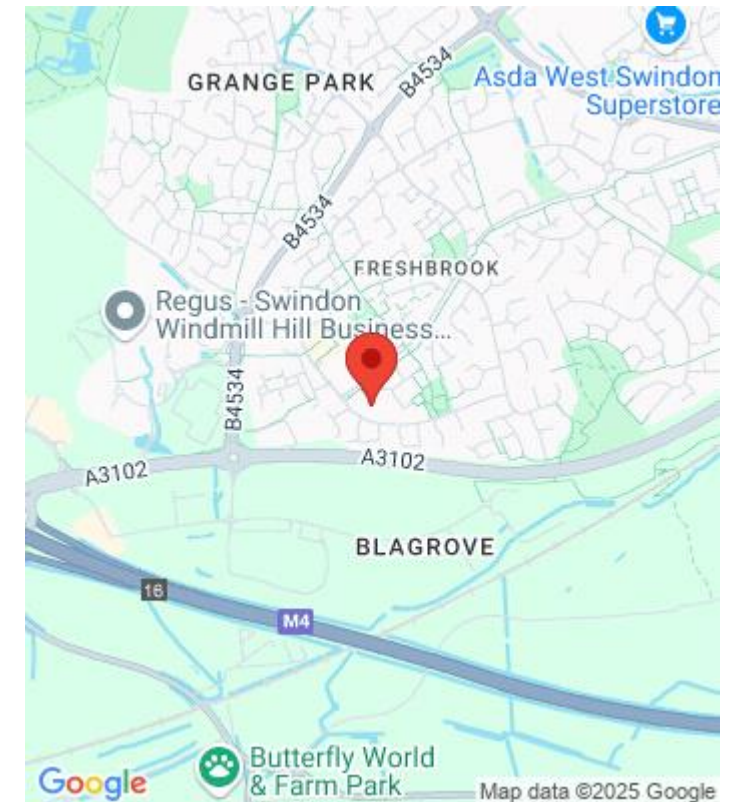 GRANGE PARK
B4534
Asda West Swindon
Superstore
B4534
FRESHBROOK
Regus - Swindon
Windmill Hill Business...
B4534
A3102
A3102
BLAGROVE
16
M4
Butterfly World
& Farm Park
Google
Map data ©2025 Google